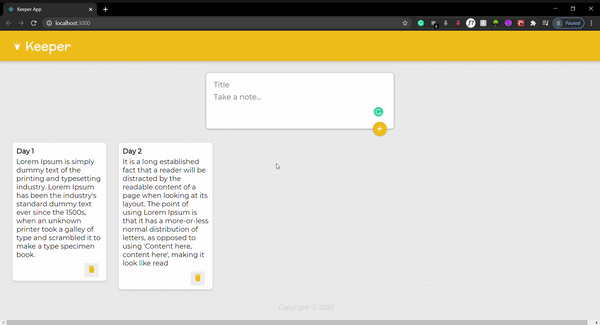 Keeper App
localhost:3000
Paused
Keeper
Title
Take a note...
Day 1
Lorem Ipsum is simply
dummy text of the
printing and typesetting
industry. Lorem Ipsum
has been the industry's
standard dummy text
ever since the 1500s,
when an unknown
printer took a galley of
type and scrambled it to
make a type specimen
book.
Day 2
It is a long established
fact that a reader will be
distracted by the
readable content of a
page when looking at its
layout. The point of
using Lorem Ipsum is
that it has a more-or-less
normal distribution of
letters, as opposed to
using 'Content here,
content here', making it
look like read
Copyright ⓒ 2020